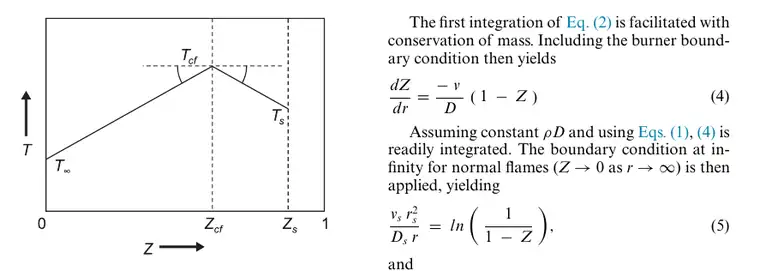 T_cf
T_s
T
T_∞
0
Z_cf
Z_s
1
Z
The first integration of Eq. (2) is facilitated with
conservation of mass. Including the burner bound-
ary condition then yields
dZ/dr = −v/D ( 1 − Z ) (4)
Assuming constant ρD and using Eqs. (1), (4) is
readily integrated. The boundary condition at in-
finity for normal flames (Z → 0 as r → ∞) is then
applied, yielding
v_s r_s^2 / D_s r = ln ( 1 / 1 − Z ), (5)
and